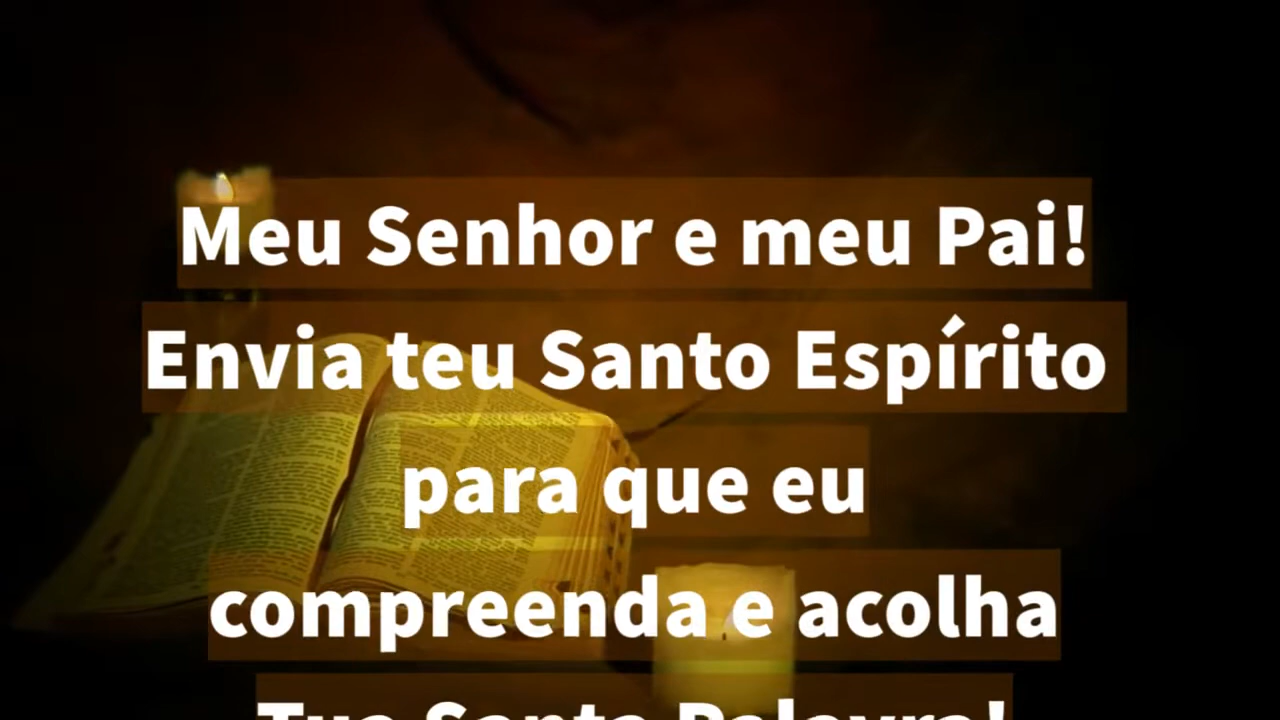 Meu Senhor e meu Pai!
Envia teu Santo Espírito
para que eu
compreenda e acolha
Tua Santa Palavra!